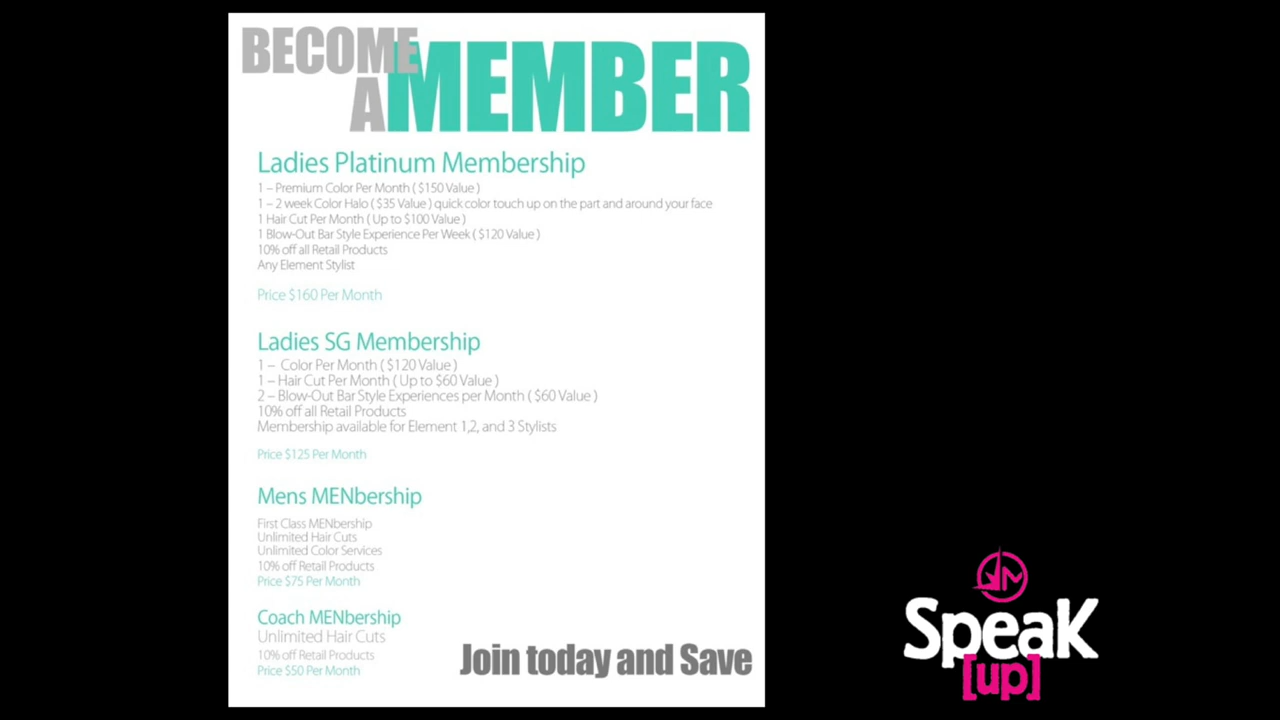 BECOME
A MEMBER
Ladies Platinum Membership
1 – Premium Color Per Month ( $150 Value )
1 – 2 week Color Halo ( $35 Value ) quick color touch up on the part and around your face
1 Hair Cut Per Month ( Up to $100 Value )
1 Blow-Out Bar Style Experience Per Week ( $120 Value )
10% off all Retail Products
Any Element Stylist
Price $160 Per Month
Ladies SG Membership
1 – Color Per Month ( $120 Value )
1 – Hair Cut Per Month ( Up to $60 Value )
2 – Blow-Out Bar Style Experiences per Month ( $60 Value )
10% off all Retail Products
Membership available for Element 1,2, and 3 Stylists
Price $125 Per Month
Mens MENbership
First Class MENbership
Unlimited Hair Cuts
Unlimited Color Services
10% off Retail Products
Price $75 Per Month
Coach MENbership
Unlimited Hair Cuts
10% off Retail Products
Price $50 Per Month
Join today and Save
Speak
[up]